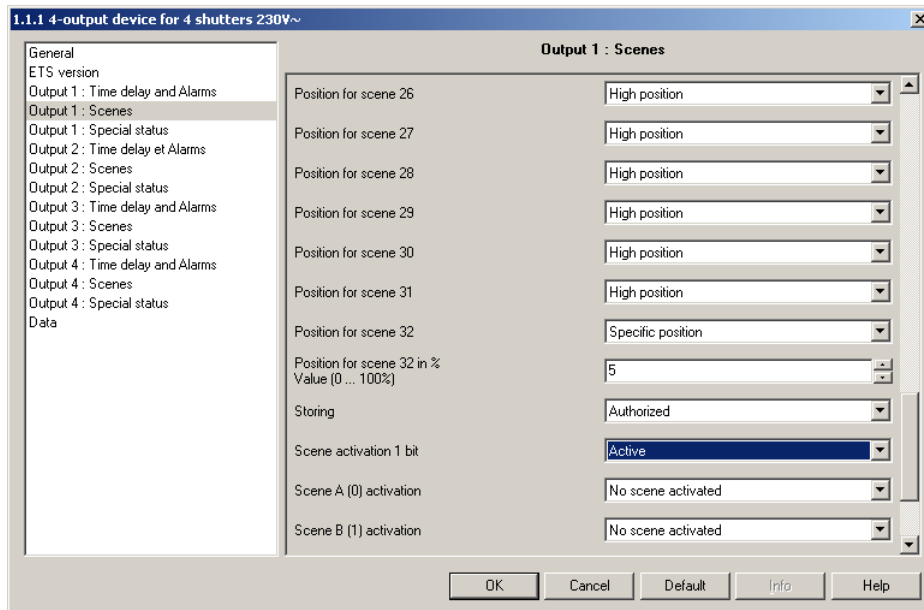 1.1.1 4-output device for 4 shutters 230V~
General
ETS version
Output 1 : Time delay and Alarms
Output 1 : Scenes
Output 1 : Special status
Output 2 : Time delay et Alarms
Output 2 : Scenes
Output 2 : Special status
Output 3 : Time delay and Alarms
Output 3 : Scenes
Output 3 : Special status
Output 4 : Time delay and Alarms
Output 4 : Scenes
Output 4 : Special status
Data
Output 1 : Scenes
Position for scene 26 High position
Position for scene 27 High position
Position for scene 28 High position
Position for scene 29 High position
Position for scene 30 High position
Position for scene 31 High position
Position for scene 32 Specific position
Position for scene 32 in %
Value (0 ... 100%) 5
Storing Authorized
Scene activation 1 bit Active
Scene A (0) activation No scene activated
Scene B (1) activation No scene activated
OK Cancel Default Info Help